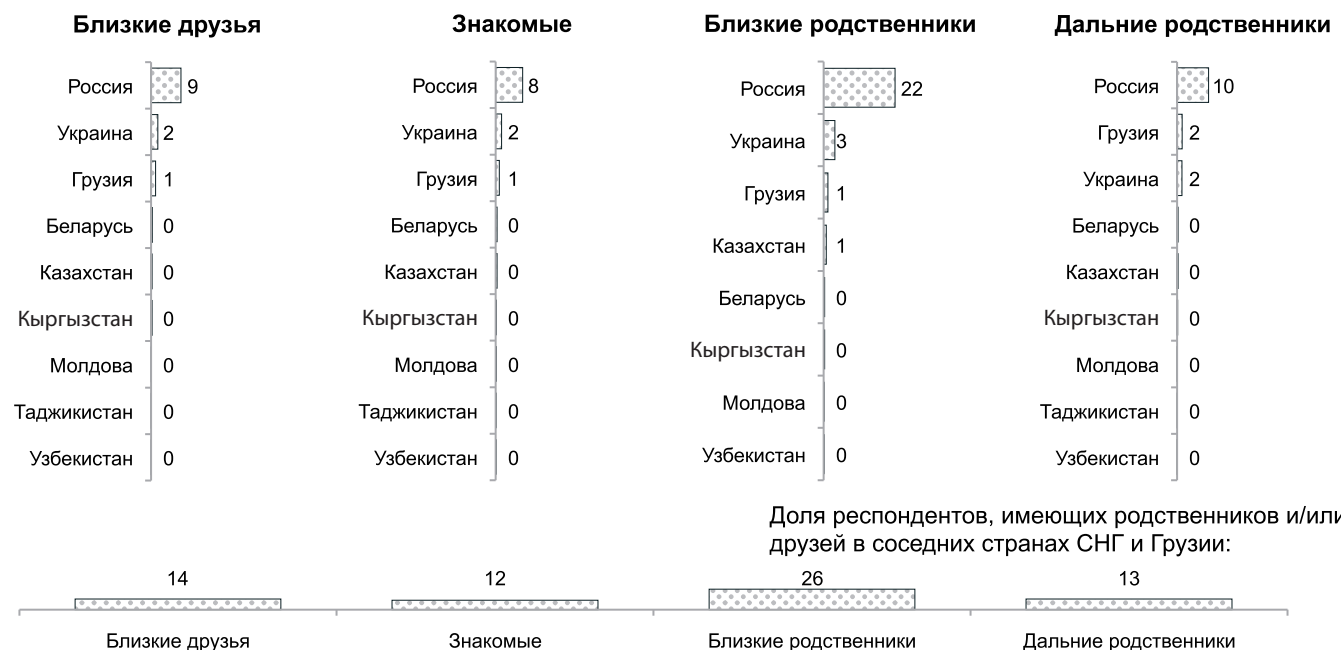 Близкие друзья
Россия 9
Украина 2
Грузия 1
Беларусь 0
Казахстан 0
Кыргызстан 0
Молдова 0
Таджикистан 0
Узбекистан 0
Знакомые
Россия 8
Украина 2
Грузия 1
Беларусь 0
Казахстан 0
Кыргызстан 0
Молдова 0
Таджикистан 0
Узбекистан 0
Близкие родственники
Россия 22
Украина 3
Грузия 1
Казахстан 1
Беларусь 0
Кыргызстан 0
Молдова 0
Узбекистан 0
Дальние родственники
Россия 10
Грузия 2
Украина 2
Беларусь 0
Казахстан 0
Кыргызстан 0
Молдова 0
Таджикистан 0
Узбекистан 0
Доля респондентов, имеющих родственников и/или
друзей в соседних странах СНГ и Грузии:
14 12 26 13
Близкие друзья Знакомые Близкие родственники Дальние родственники